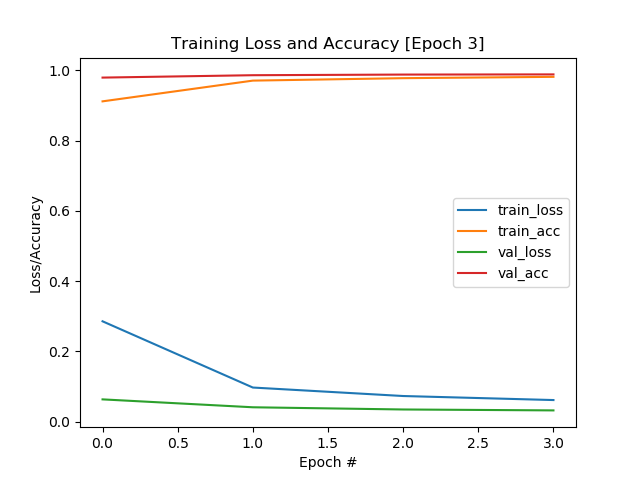 Training Loss and Accuracy [Epoch 3]
1.0
0.8
0.6
0.4
0.2
0.0
Loss/Accuracy
train_loss
train_acc
val_loss
val_acc
0.0 0.5 1.0 1.5 2.0 2.5 3.0
Epoch #